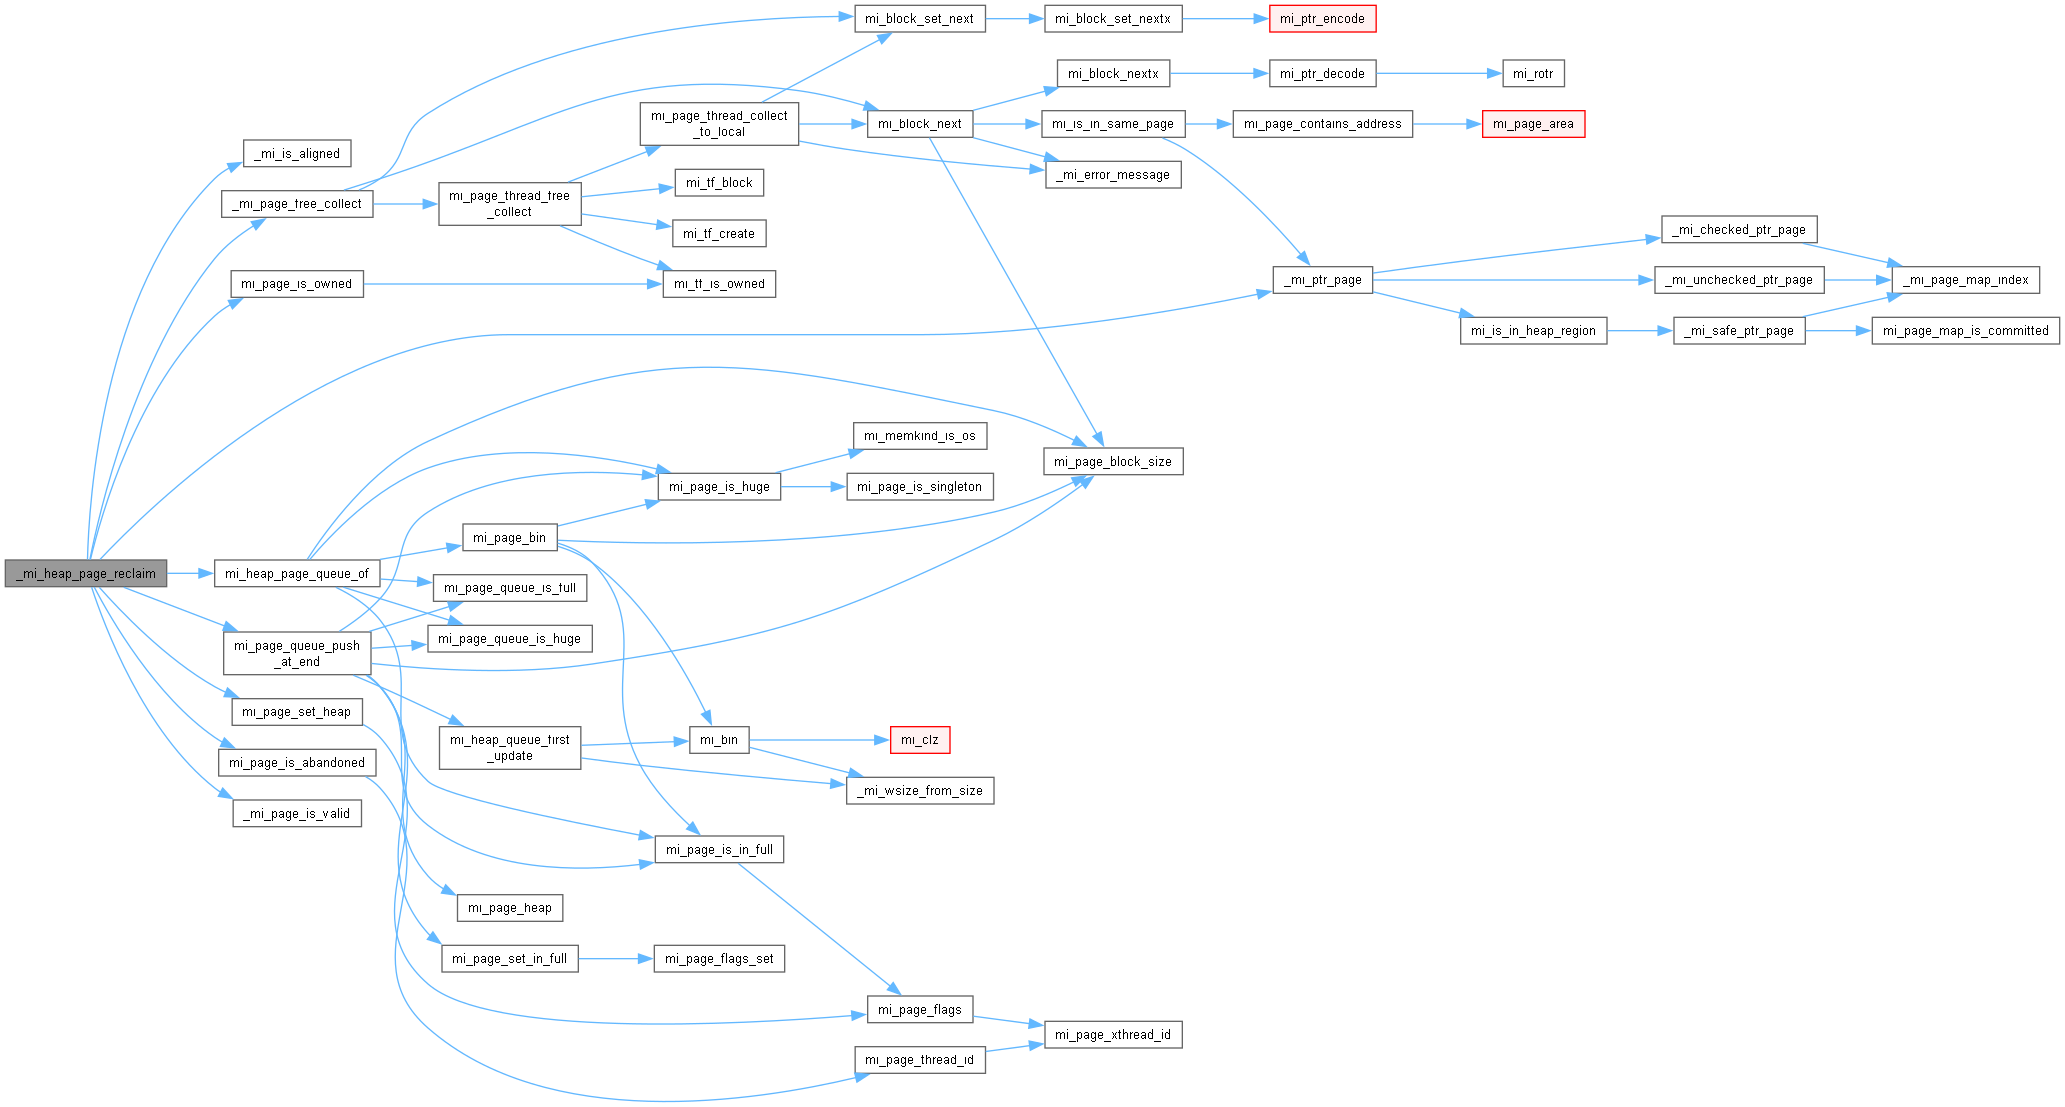 mi_block_set_next
mi_block_set_nextx
mi_ptr_encode
mi_block_nextx
mi_ptr_decode
mi_rotr
mi_page_thread_collect
_to_local
mi_block_next
mi_is_in_same_page
mi_page_contains_address
mi_page_area
_mi_is_aligned
_mi_error_message
mi_tf_block
_mi_page_free_collect
mi_page_thread_free
_collect
mi_tf_create
_mi_checked_ptr_page
mi_page_is_owned
mi_tf_is_owned
_mi_ptr_page
_mi_unchecked_ptr_page
_mi_page_map_index
mi_is_in_heap_region
_mi_safe_ptr_page
mi_page_map_is_committed
mi_memkind_is_os
mi_page_block_size
mi_page_is_huge
mi_page_is_singleton
mi_page_bin
_mi_heap_page_reclaim
mi_heap_page_queue_of
mi_page_queue_is_full
mi_page_queue_is_huge
mi_page_queue_push
_at_end
mi_page_set_heap
mi_heap_queue_first
_update
mi_bin
mi_clz
mi_page_is_abandoned
_mi_wsize_from_size
_mi_page_is_valid
mi_page_is_in_full
mi_page_heap
mi_page_set_in_full
mi_page_flags_set
mi_page_flags
mi_page_xthread_id
mi_page_thread_id